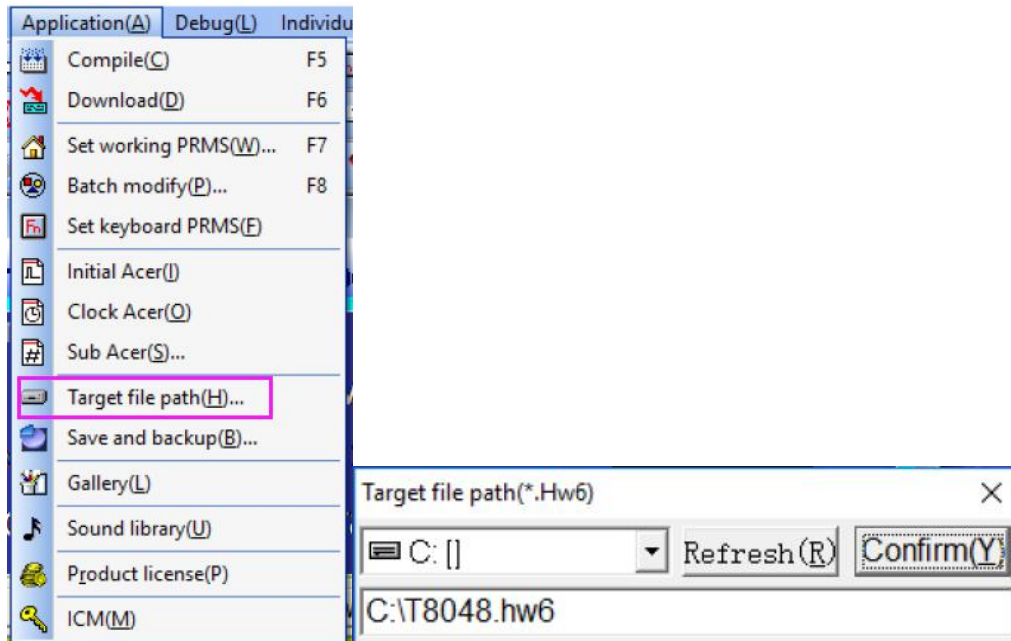 Application(A) Debug(L) Individu
Compile(C) F5
Download(D) F6
Set working PRMS(W)... F7
Batch modify(P)... F8
Fn Set keyboard PRMS(F)
Initial Acer(I)
Clock Acer(O)
# Sub Acer(S)...
Target file path(H)...
Save and backup(B)...
Gallery(L)
Sound library(U)
Product license(P)
ICM(M)
Target file path(*.Hw6)
C: [] Refresh(R) Confirm(Y)
C:\T8048.hw6